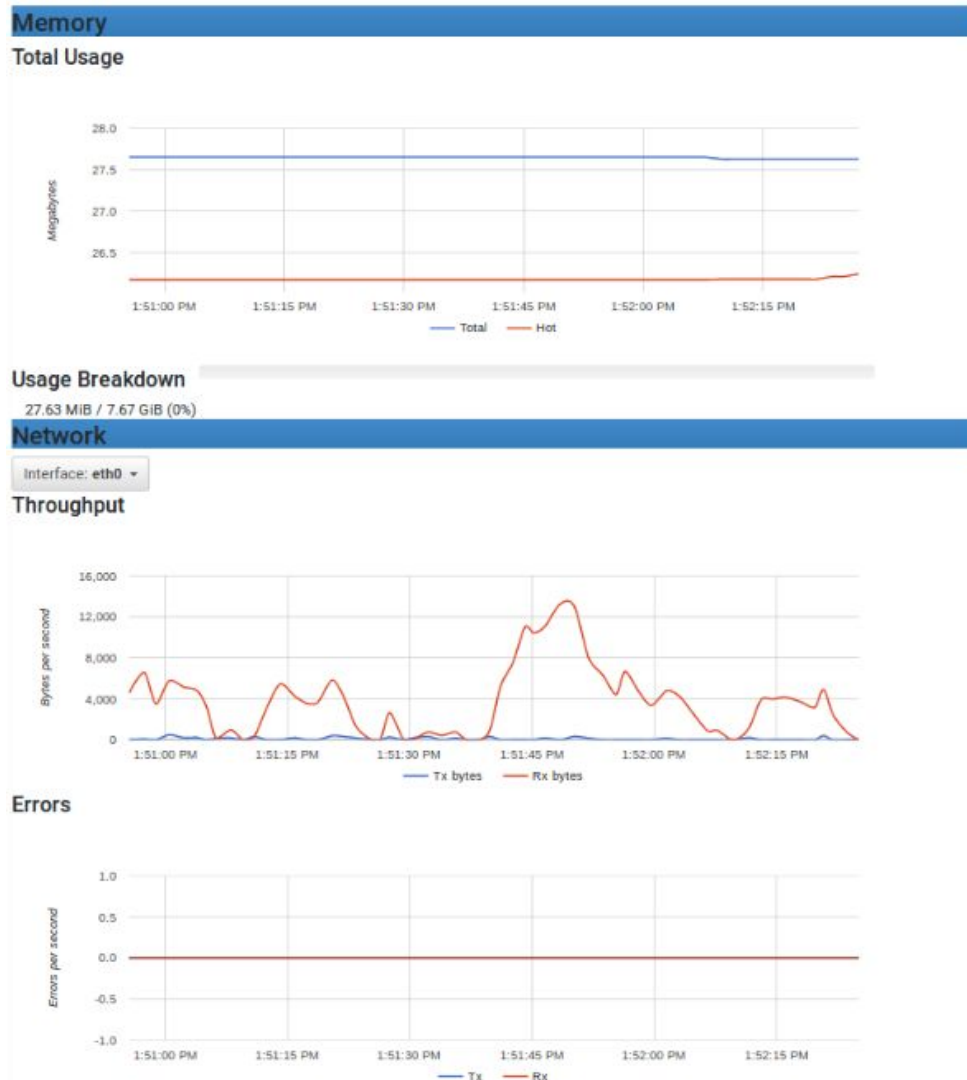 Memory
Total Usage
28.0
27.5
27.0
26.5
Megabytes
1:51:00 PM 1:51:15 PM 1:51:30 PM 1:51:45 PM 1:52:00 PM 1:52:15 PM
Total Hot
Usage Breakdown
27.63 MiB / 7.67 GiB (0%)
Network
Interface: eth0
Throughput
16,000
12,000
8,000
4,000
0
Bytes per second
1:51:00 PM 1:51:15 PM 1:51:30 PM 1:51:45 PM 1:52:00 PM 1:52:15 PM
Tx bytes Rx bytes
Errors
1.0
0.5
0.0
-0.5
-1.0
Errors per second
1:51:00 PM 1:51:15 PM 1:51:30 PM 1:51:45 PM 1:52:00 PM 1:52:15 PM
Tx Rx